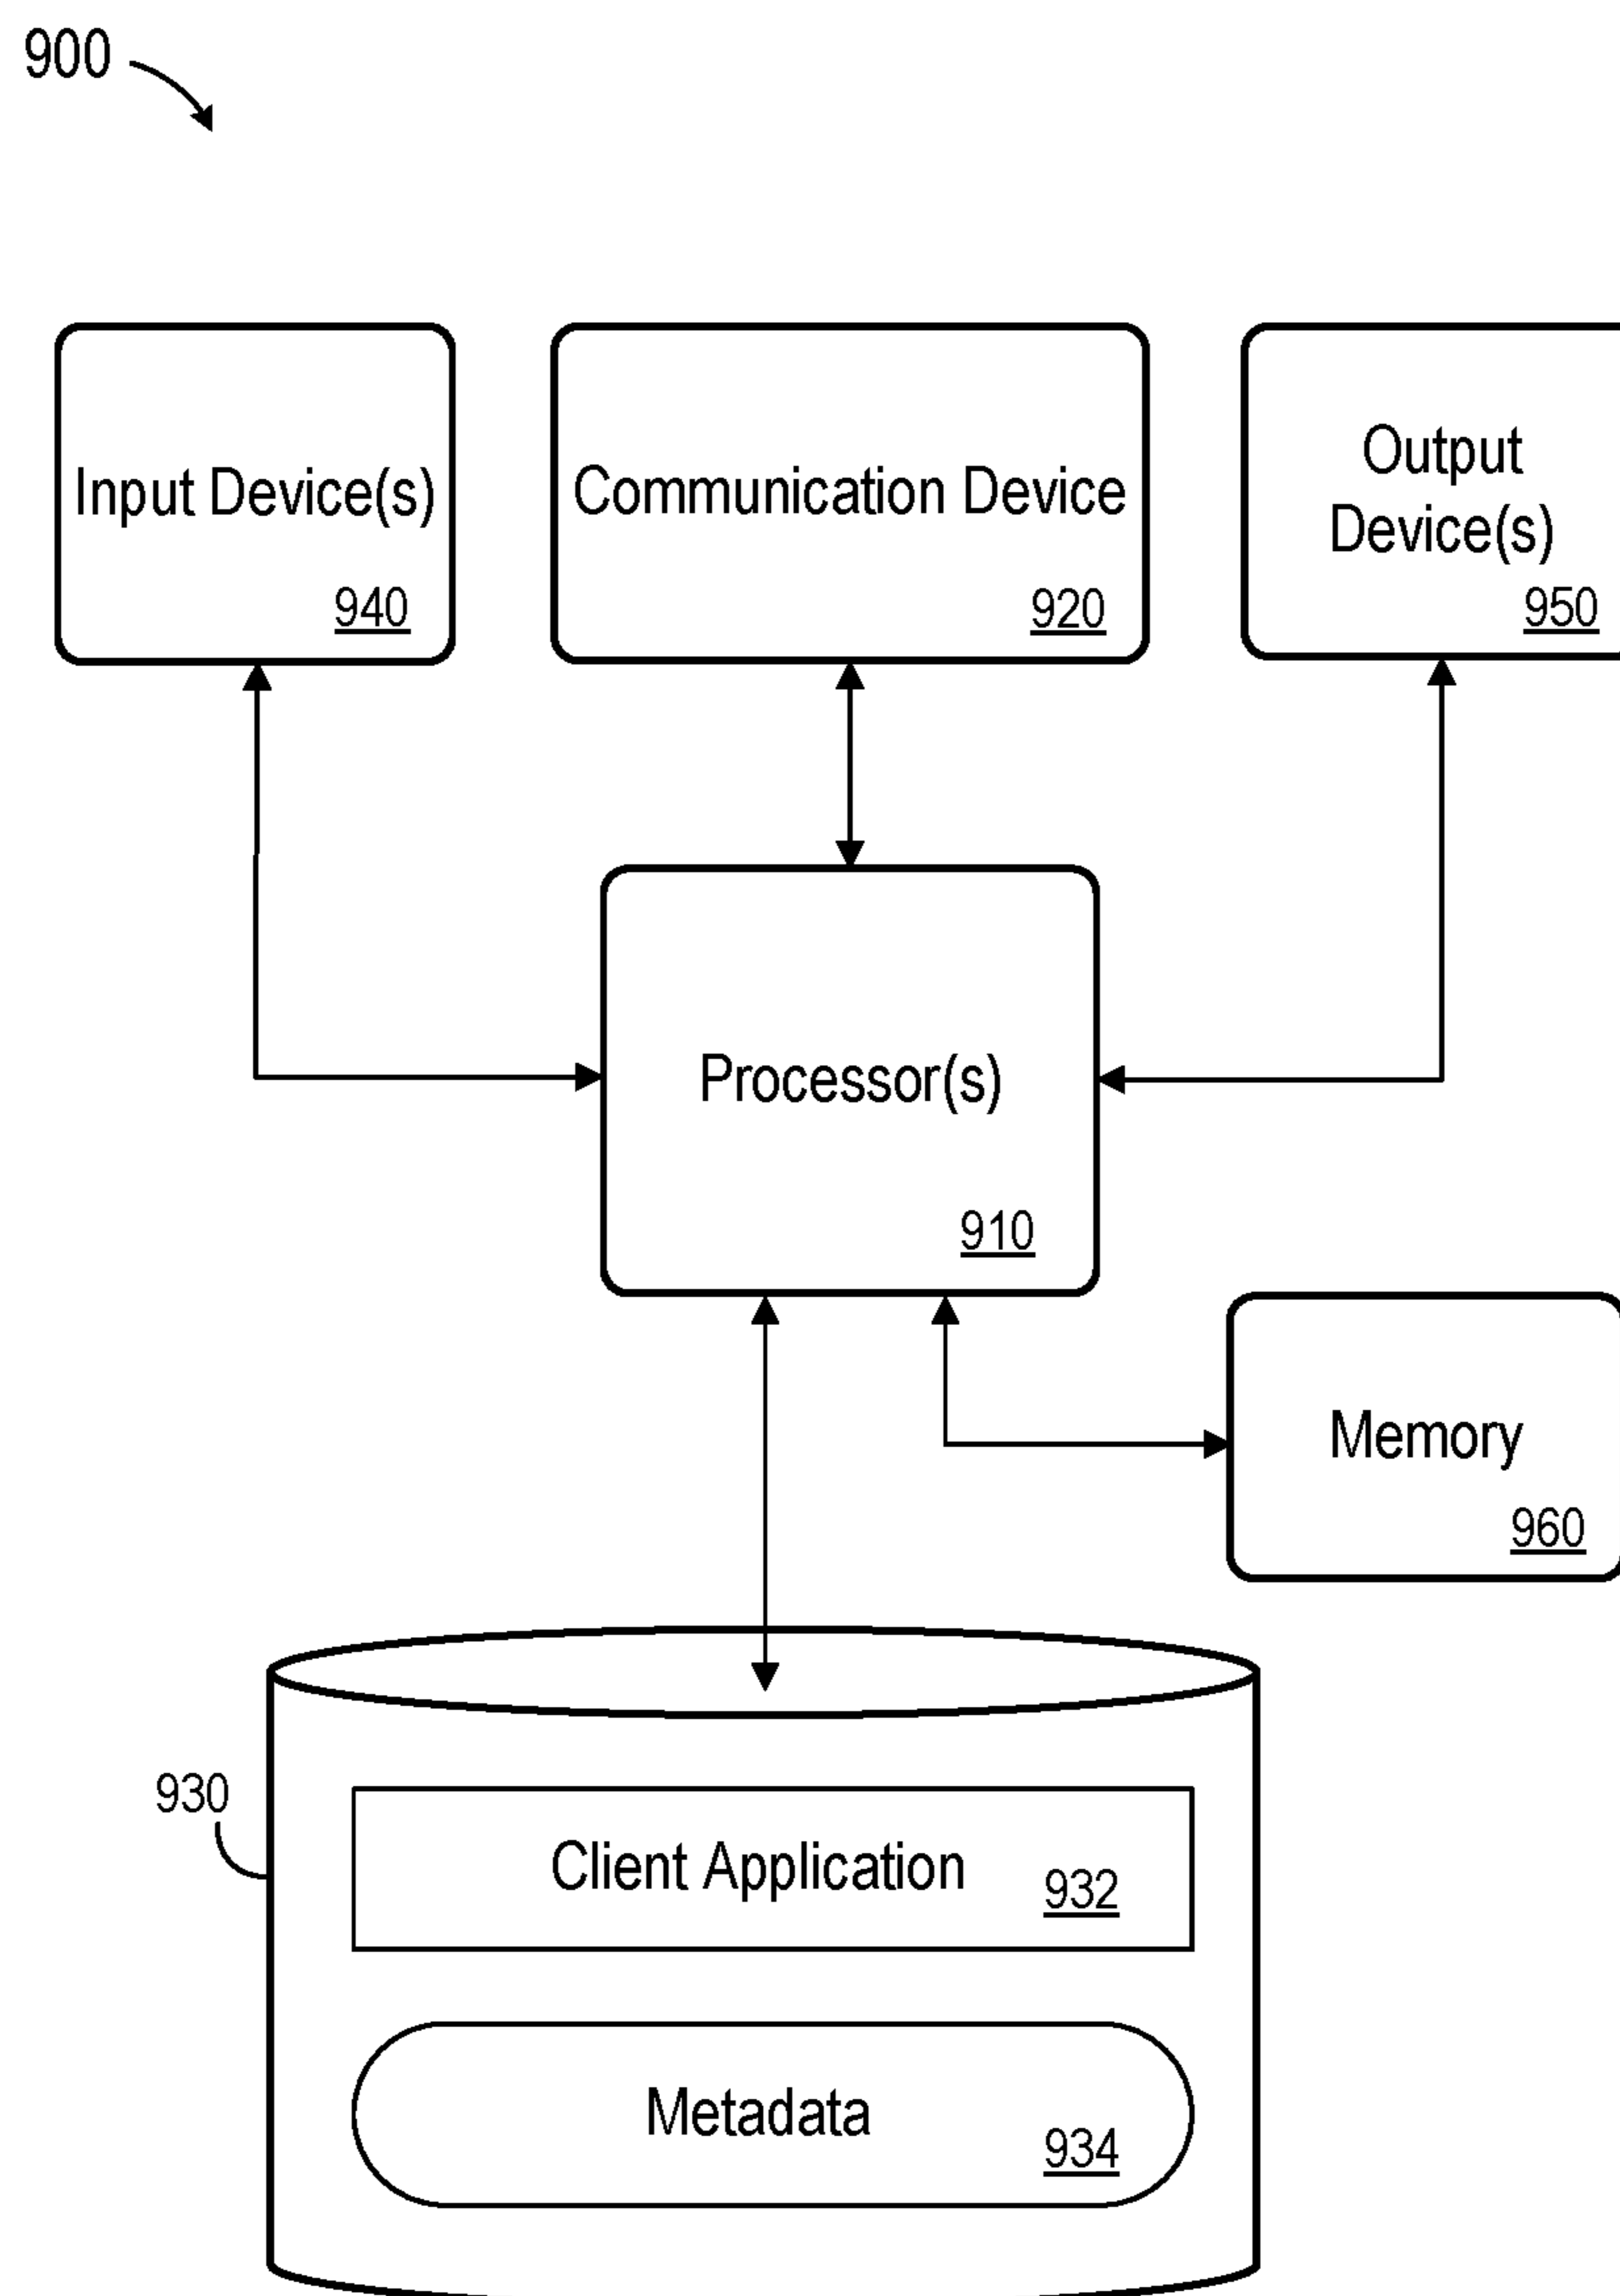 900
Input Device(s)
940
Communication Device
920
Output
Device(s)
950
Processor(s)
910
Memory
960
930
Client Application
932
Metadata
934